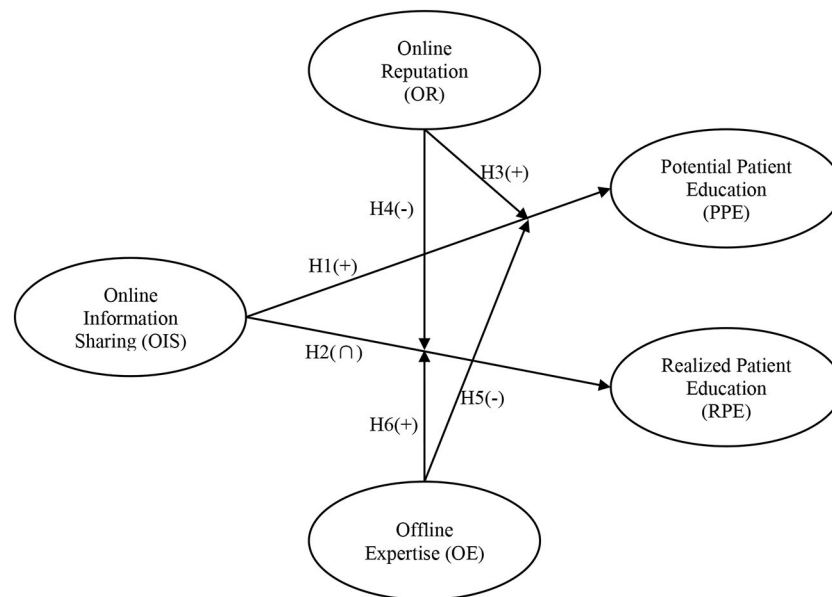 Online
Reputation
(OR)
H3(+)
Potential Patient
Education
(PPE)
H4(-)
H1(+)
Online
Information
Sharing (OIS)
H2(∩)
Realized Patient
Education
(RPE)
H5(-)
H6(+)
Offline
Expertise (OE)